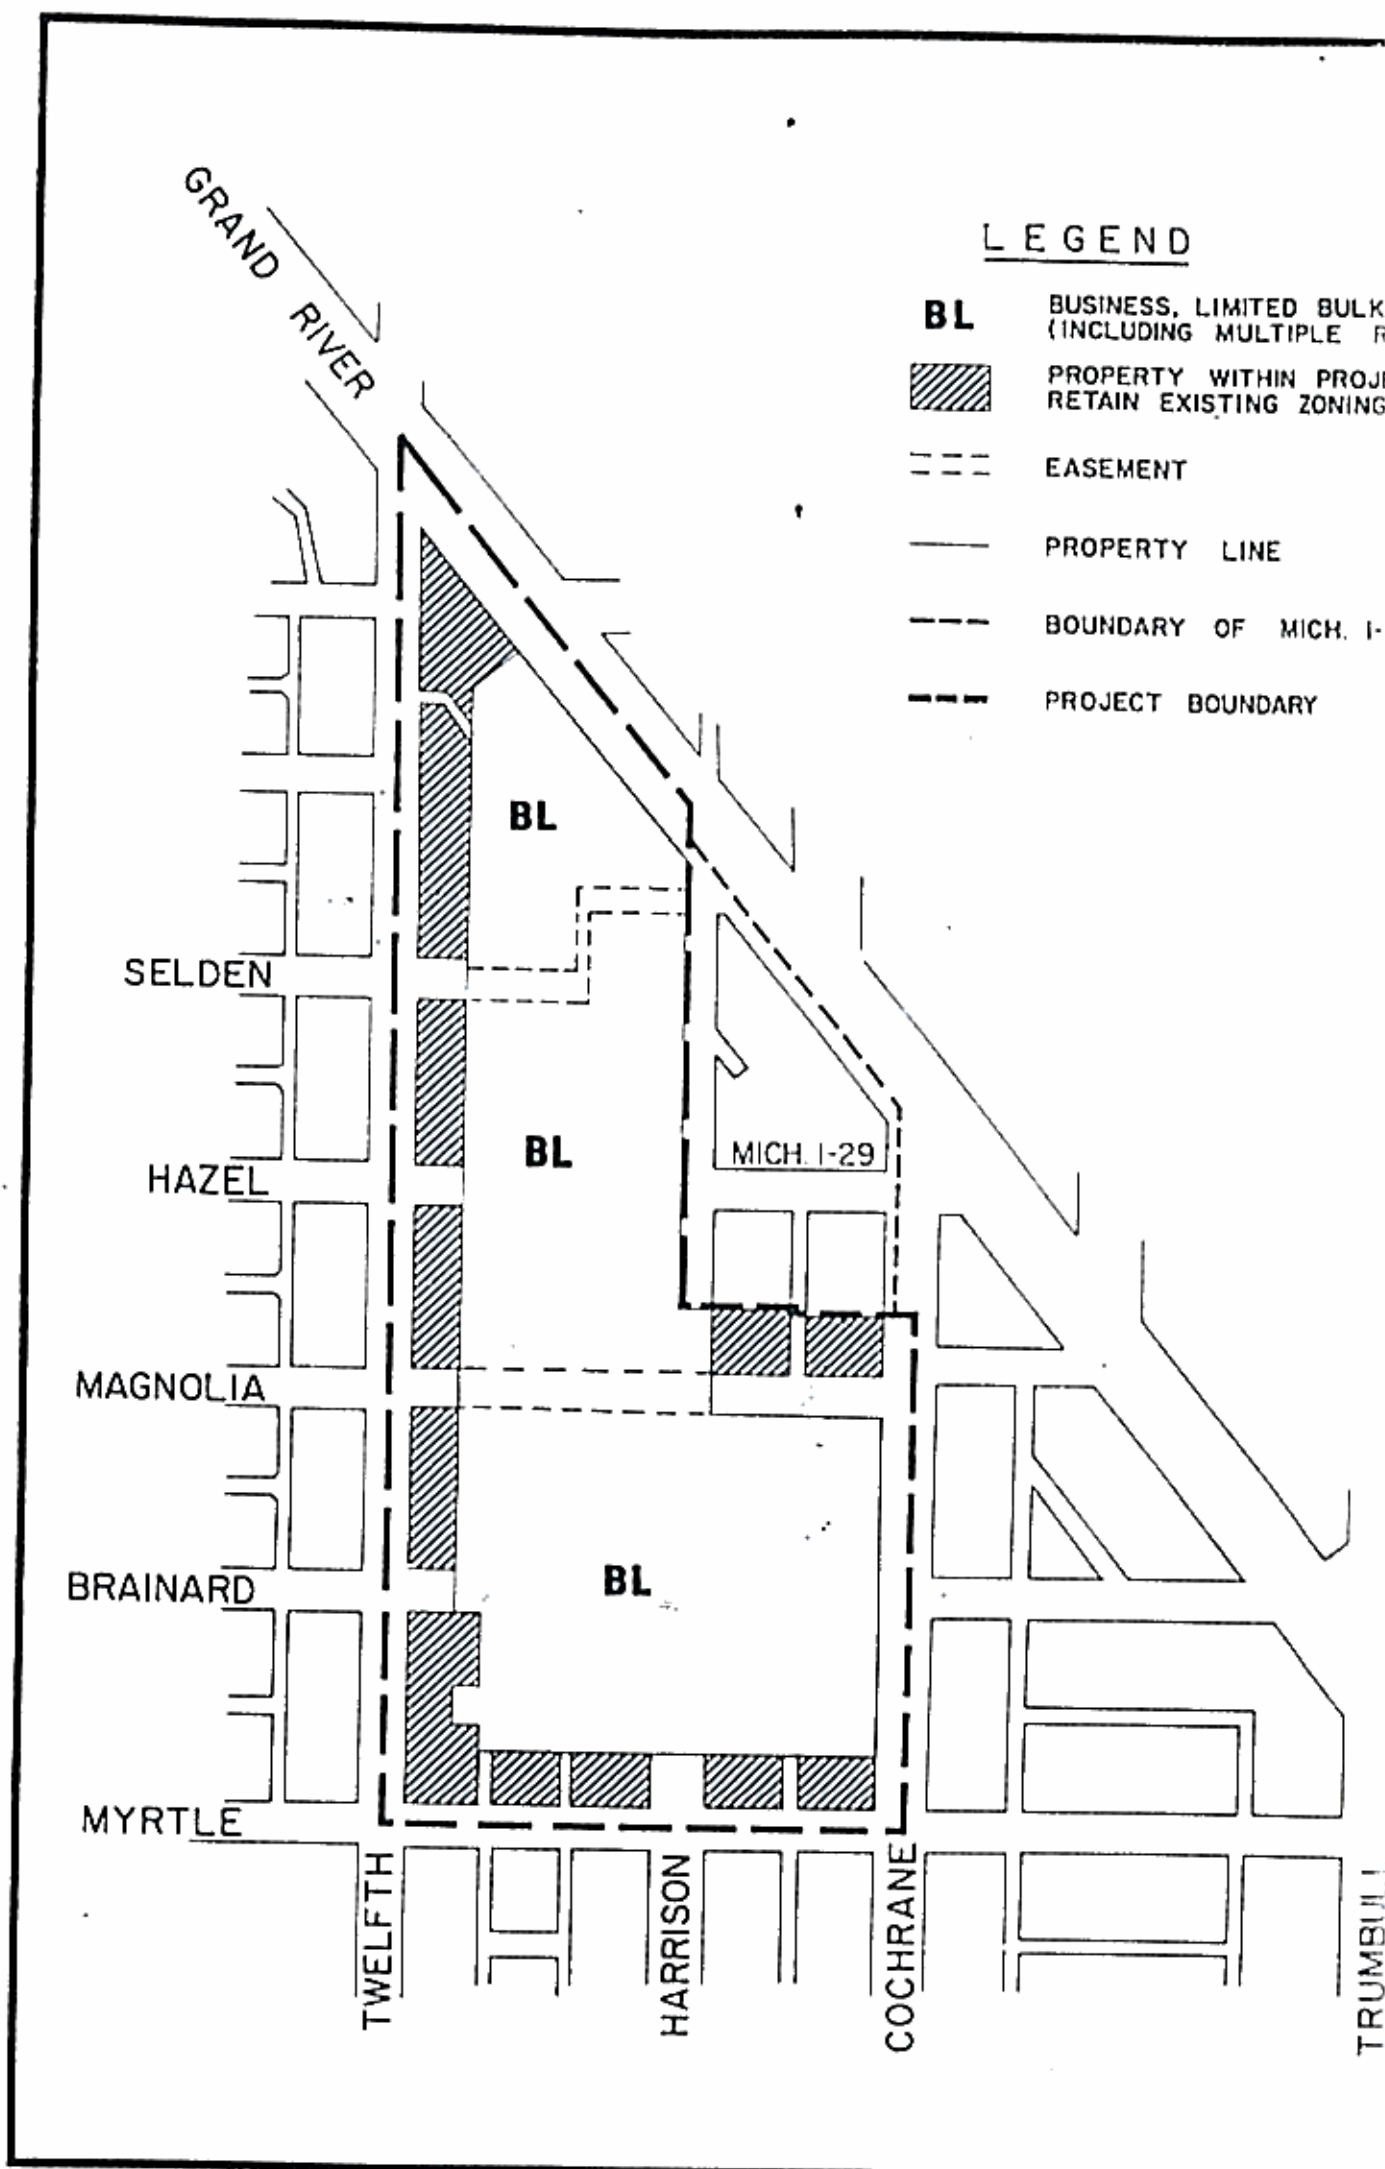 GRAND RIVER
LEGEND
BL BUSINESS, LIMITED BULK
(INCLUDING MULTIPLE
PROPERTY WITHIN
RETAIN EXISTING ZONING
EASEMENT
PROPERTY LINE
BOUNDARY OF MICH. I-
PROJECT BOUNDARY
BL
SELDEN
BL
MICH. I-29
HAZEL
MAGNOLIA
BL
BRAINARD
MYRTLE
TWELFTH
HARRISON
COCHRANE